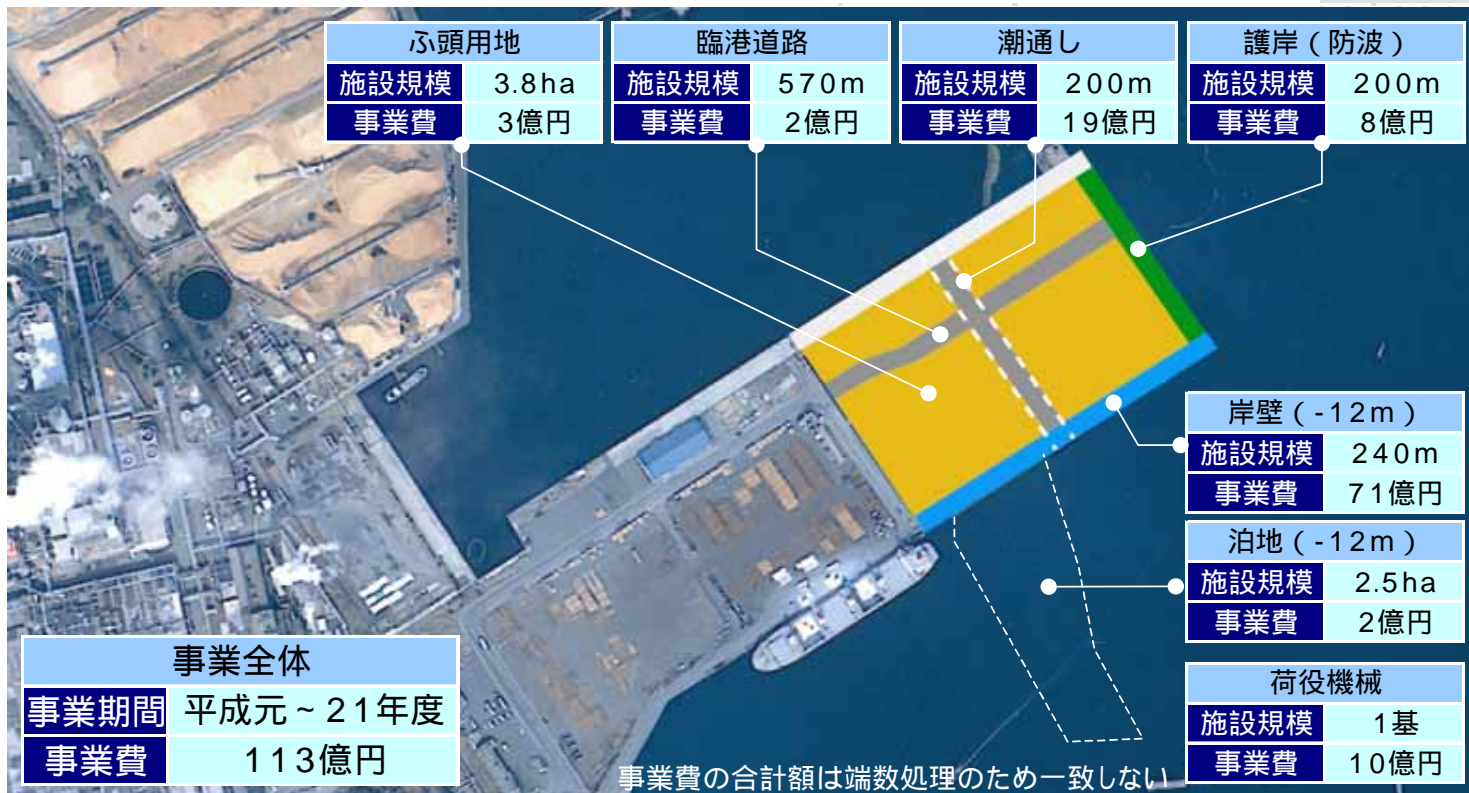 ふ頭用地
施設規模 3.8ha
事業費 3億円
臨港道路
施設規模 570m
事業費 2億円
潮通し
施設規模 200m
事業費 19億円
護岸(防波)
施設規模 200m
事業費 8億円
岸壁(-12m)
施設規模 240m
事業費 71億円
泊地(-12m)
施設規模 2.5ha
事業費 2億円
荷役機械
施設規模 1基
事業費 10億円
事業全体
事業期間 平成元~21年度
事業費 113億円
事業費の合計額は端数処理のため一致しない